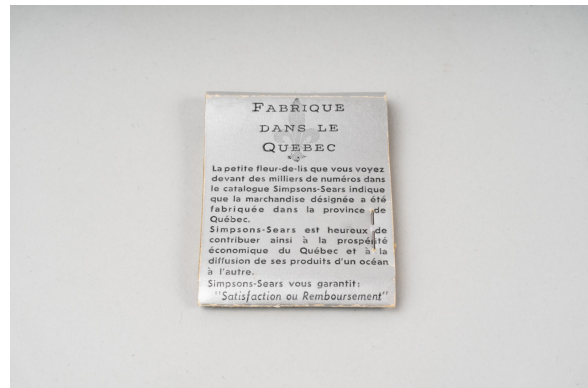 FABRIQUE
DANS LE
QUEBEC
La petite fleur-de-lis que vous voyez
devant des milliers de numéros dans
le catalogue Simpsons-Sears indique
que la marchandise désignée a été
fabriquée dans la province de
Québec.
Simpsons-Sears est heureux de
contribuer ainsi à la prospérité
économique du Québec et à la
diffusion de ses produits d'un océan
à l'autre.
Simpsons-Sears vous garantit:
"Satisfaction ou Remboursement"